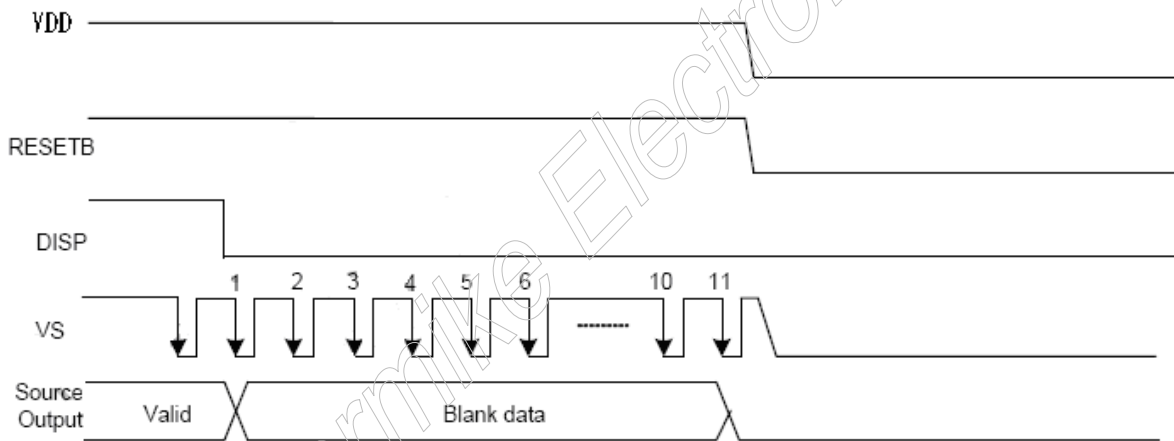 VDD
RESETB
DISP
1 2 3 4 5 6 10 11
VS
Source
Output
Valid
Blank data